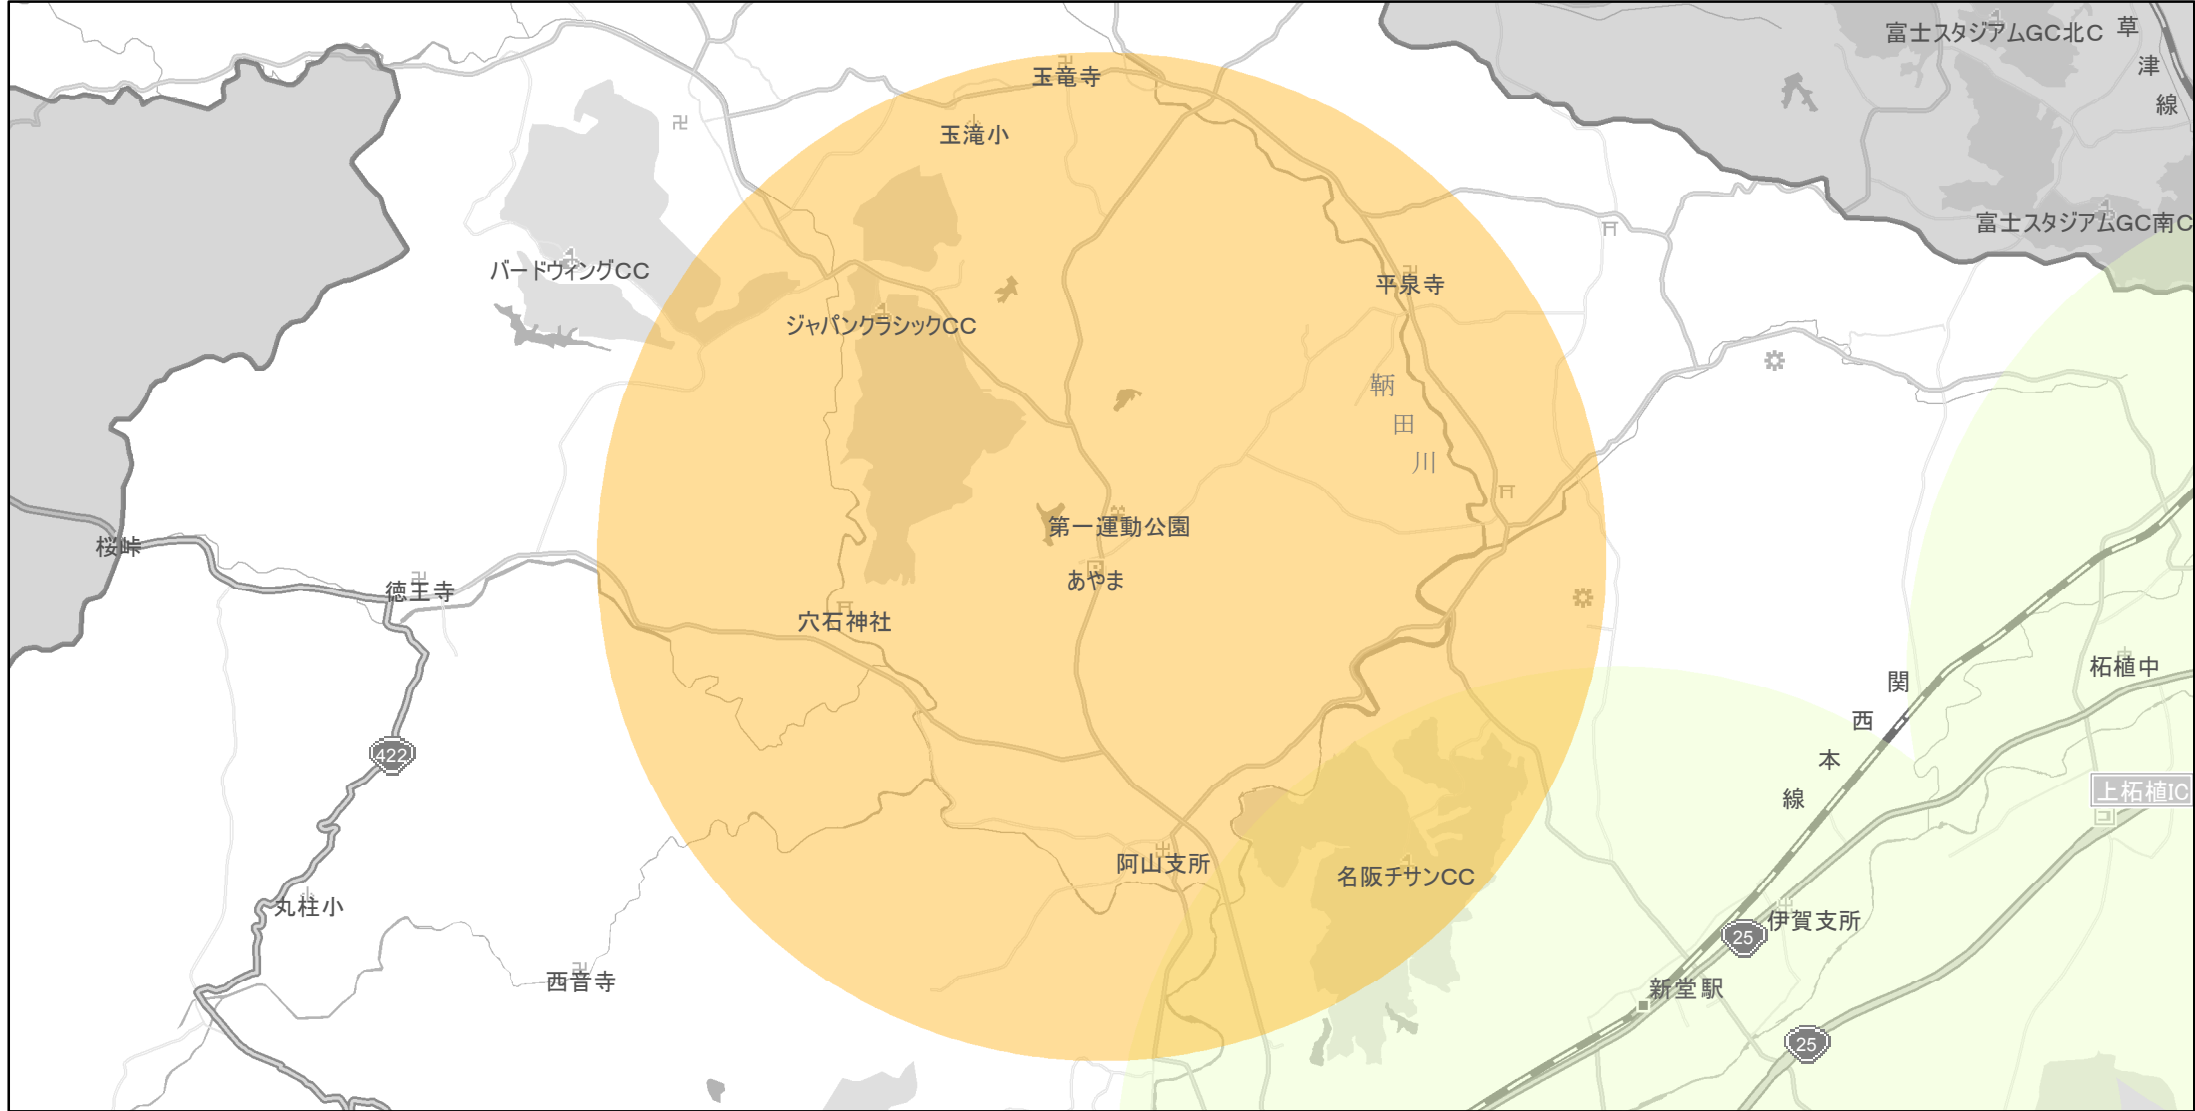 富士スタジアムGC北C
草津線
玉竜寺
玉滝小
富士スタジアムGC南C
バードウィングCC
平泉寺
ジャパンクラシックCC
鞆田川
第一運動公園
桜峠
あやま
徳王寺
穴石神社
柘植中
関西本線
422
上柘植IC
阿山支所
名阪チサンCC
丸柱小
伊賀支所
25
西音寺
新堂駅
25